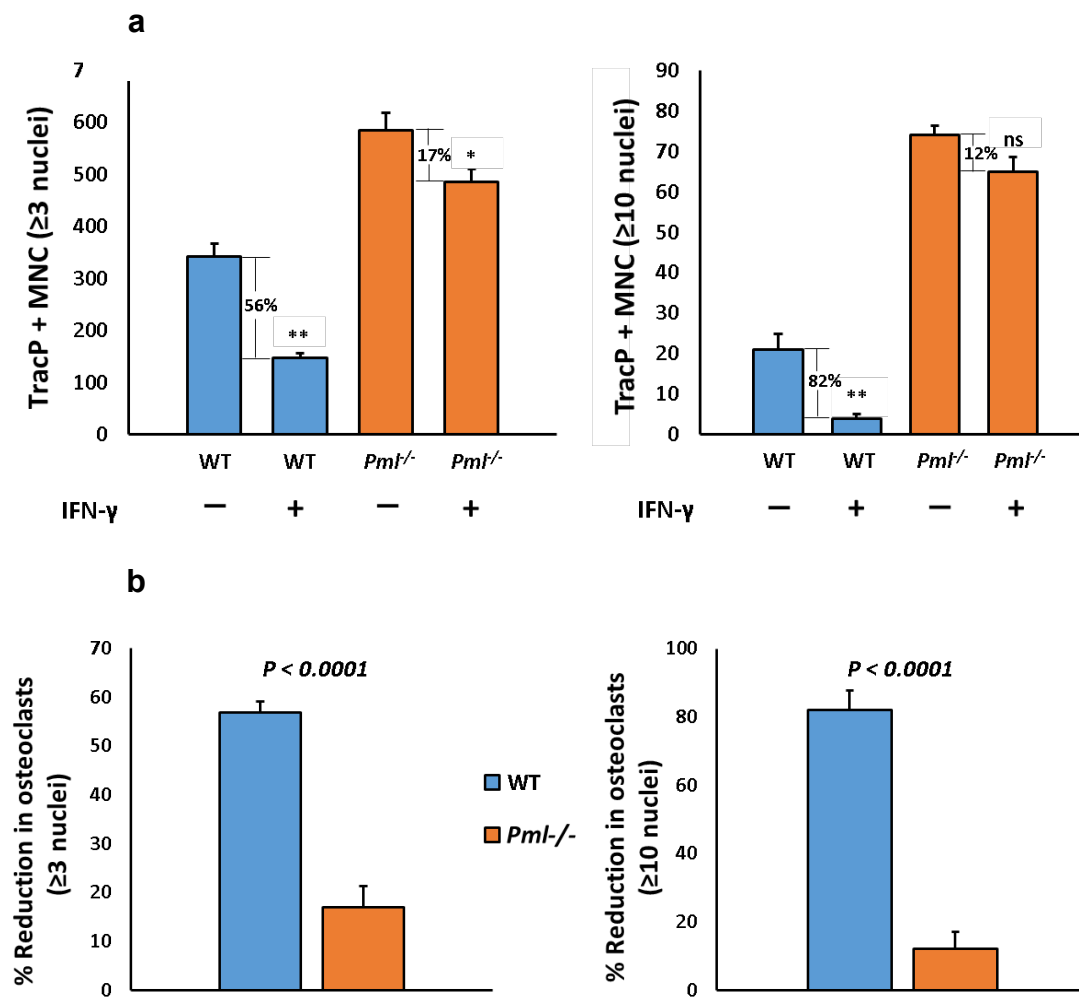 a
7
600
500
400
300
200
100
0
TracP + MNC (≥3 nuclei)
56%
**
17%
*
WT WT Pml-/- Pml-/-
IFN-γ — + — +
90
80
70
60
50
40
30
20
10
0
TracP + MNC (≥10 nuclei)
82%
**
12%
ns
WT WT Pml-/- Pml-/-
IFN-γ — + — +
b
70
60
50
40
30
20
10
0
% Reduction in osteoclasts
(≥3 nuclei)
P < 0.0001
WT
Pml-/-
100
80
60
40
20
0
% Reduction in osteoclasts
(≥10 nuclei)
P < 0.0001